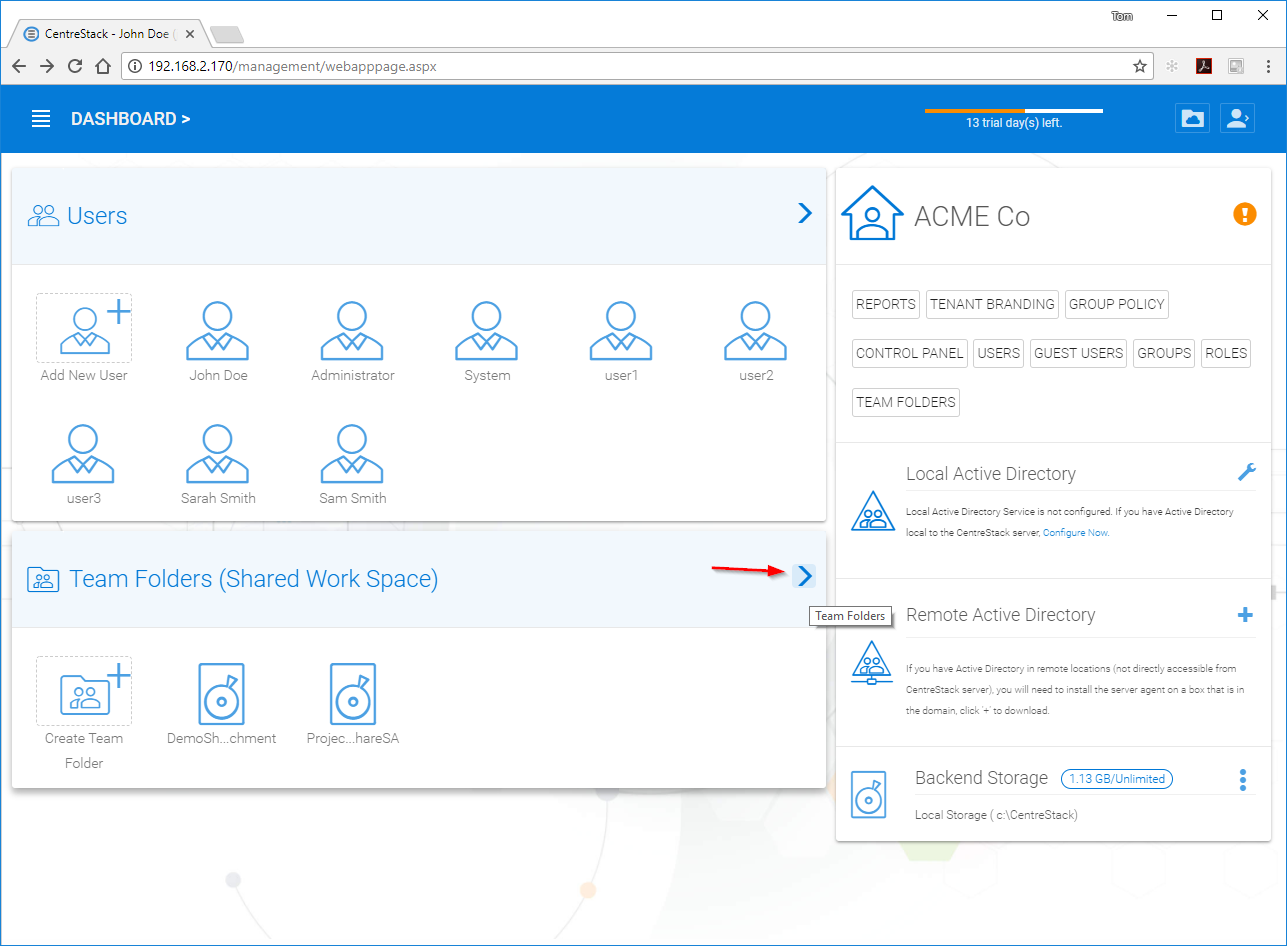 Tom
CentreStack - John Doe (
192.168.2.170/management/webapppage.aspx
DASHBOARD >
13 trial day(s) left.
Users
Add New User
John Doe
Administrator
System
user1
user2
user3
Sarah Smith
Sam Smith
Team Folders (Shared Work Space)
Team Folders
Create Team
Folder
DemoSh...chment
Projec...hareSA
ACME Co
REPORTS
TENANT BRANDING
GROUP POLICY
CONTROL PANEL
USERS
GUEST USERS
GROUPS
ROLES
TEAM FOLDERS
Local Active Directory
Local Active Directory Service is not configured. If you have Active Directory
local to the CentreStack server, Configure Now.
Remote Active Directory
If you have Active Directory in remote locations (not directly accessible from
CentreStack server), you will need to install the server agent on a box that is in
the domain, click '+' to download.
Backend Storage
1.13 GB/Unlimited
Local Storage ( c:\CentreStack)